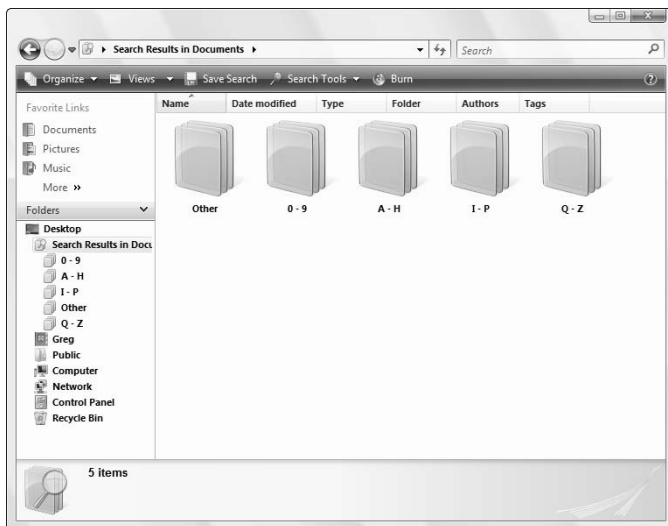 Search Results in Documents
Search
Organize Views Save Search Search Tools Burn
Favorite Links
Documents
Pictures
Music
More »
Folders
Desktop
Search Results in Docu
0 - 9
A - H
I - P
Other
Q - Z
Greg
Public
Computer
Network
Control Panel
Recycle Bin
Name Date modified Type Folder Authors Tags
Other 0 - 9 A - H I - P Q - Z
5 items